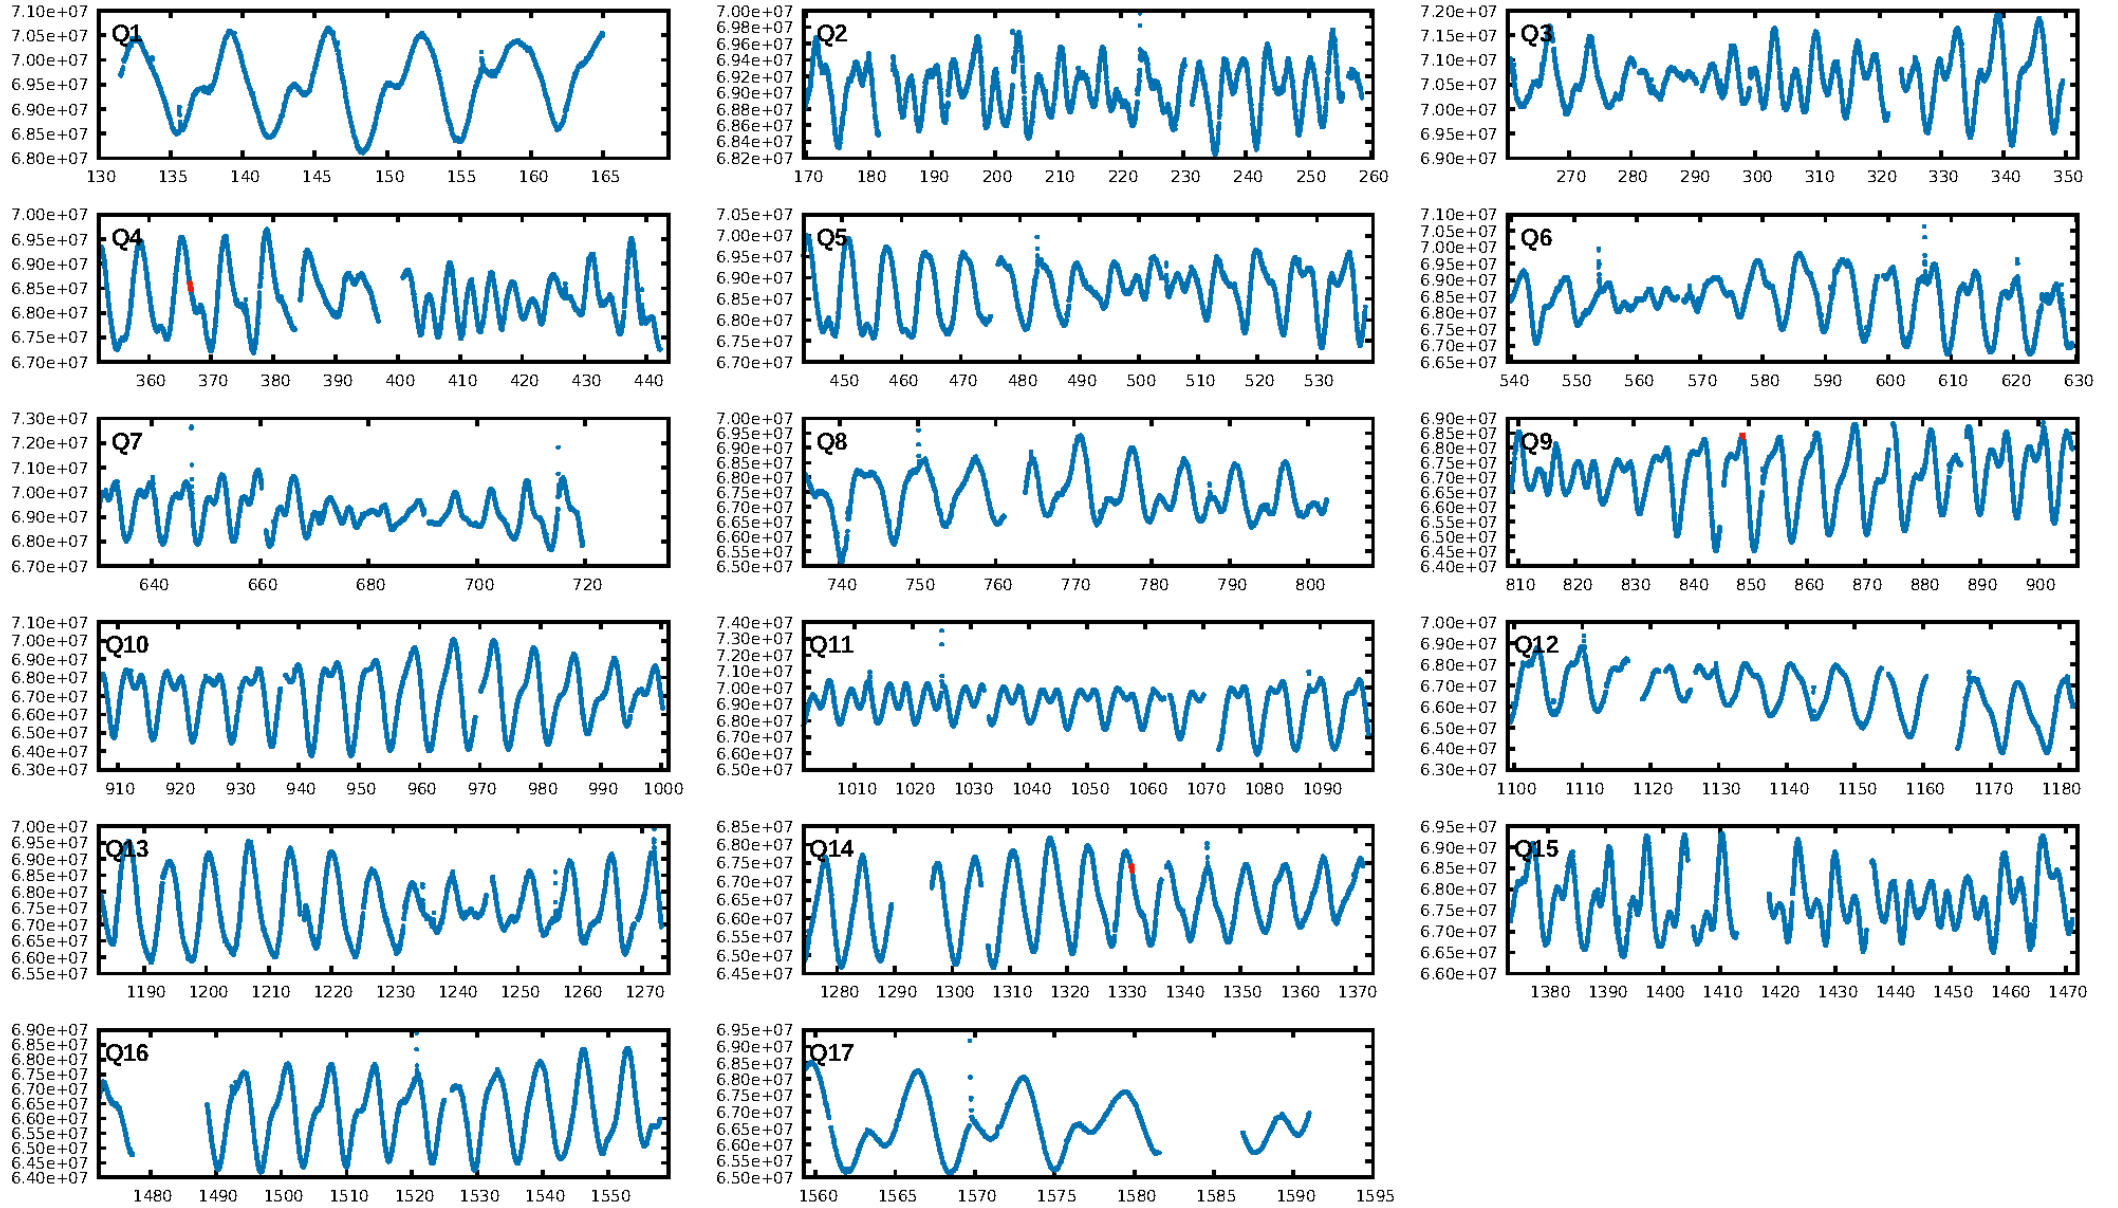 7.10e+07
7.05e+07
7.00e+07
6.95e+07
6.90e+07
6.85e+07
6.80e+07
Q1
130 135 140 145 150 155 160 165
7.00e+07
6.98e+07
6.96e+07
6.94e+07
6.92e+07
6.90e+07
6.88e+07
6.86e+07
6.84e+07
6.82e+07
Q2
170 180 190 200 210 220 230 240 250 260
7.20e+07
7.15e+07
7.10e+07
7.05e+07
7.00e+07
6.95e+07
6.90e+07
Q3
270 280 290 300 310 320 330 340 350
7.00e+07
6.95e+07
6.90e+07
6.85e+07
6.80e+07
6.75e+07
6.70e+07
Q4
360 370 380 390 400 410 420 430 440
7.05e+07
7.00e+07
6.95e+07
6.90e+07
6.85e+07
6.80e+07
6.75e+07
6.70e+07
Q5
450 460 470 480 490 500 510 520 530
7.10e+07
7.05e+07
7.00e+07
6.95e+07
6.90e+07
6.85e+07
6.80e+07
6.75e+07
6.70e+07
6.65e+07
Q6
540 550 560 570 580 590 600 610 620 630
7.30e+07
7.20e+07
7.10e+07
7.00e+07
6.90e+07
6.80e+07
6.70e+07
Q7
640 660 680 700 720
7.00e+07
6.95e+07
6.90e+07
6.85e+07
6.80e+07
6.75e+07
6.70e+07
6.65e+07
6.60e+07
6.55e+07
6.50e+07
Q8
740 750 760 770 780 790 800
6.90e+07
6.85e+07
6.80e+07
6.75e+07
6.70e+07
6.65e+07
6.60e+07
6.55e+07
6.50e+07
6.45e+07
6.40e+07
Q9
810 820 830 840 850 860 870 880 890 900
7.10e+07
7.00e+07
6.90e+07
6.80e+07
6.70e+07
6.60e+07
6.50e+07
6.40e+07
6.30e+07
Q10
910 920 930 940 950 960 970 980 990 1000
7.40e+07
7.30e+07
7.20e+07
7.10e+07
7.00e+07
6.90e+07
6.80e+07
6.70e+07
6.60e+07
6.50e+07
Q11
1010 1020 1030 1040 1050 1060 1070 1080 1090
7.00e+07
6.90e+07
6.80e+07
6.70e+07
6.60e+07
6.50e+07
6.40e+07
6.30e+07
Q12
1100 1110 1120 1130 1140 1150 1160 1170 1180
7.00e+07
6.95e+07
6.90e+07
6.85e+07
6.80e+07
6.75e+07
6.70e+07
6.65e+07
6.60e+07
6.55e+07
Q13
1190 1200 1210 1220 1230 1240 1250 1260 1270
6.85e+07
6.80e+07
6.75e+07
6.70e+07
6.65e+07
6.60e+07
6.55e+07
6.50e+07
6.45e+07
Q14
1280 1290 1300 1310 1320 1330 1340 1350 1360 1370
6.95e+07
6.90e+07
6.85e+07
6.80e+07
6.75e+07
6.70e+07
6.65e+07
6.60e+07
Q15
1380 1390 1400 1410 1420 1430 1440 1450 1460 1470
6.90e+07
6.85e+07
6.80e+07
6.75e+07
6.70e+07
6.65e+07
6.60e+07
6.55e+07
6.50e+07
6.45e+07
6.40e+07
Q16
1480 1490 1500 1510 1520 1530 1540 1550
6.95e+07
6.90e+07
6.85e+07
6.80e+07
6.75e+07
6.70e+07
6.65e+07
6.60e+07
6.55e+07
6.50e+07
Q17
1560 1565 1570 1575 1580 1585 1590 1595